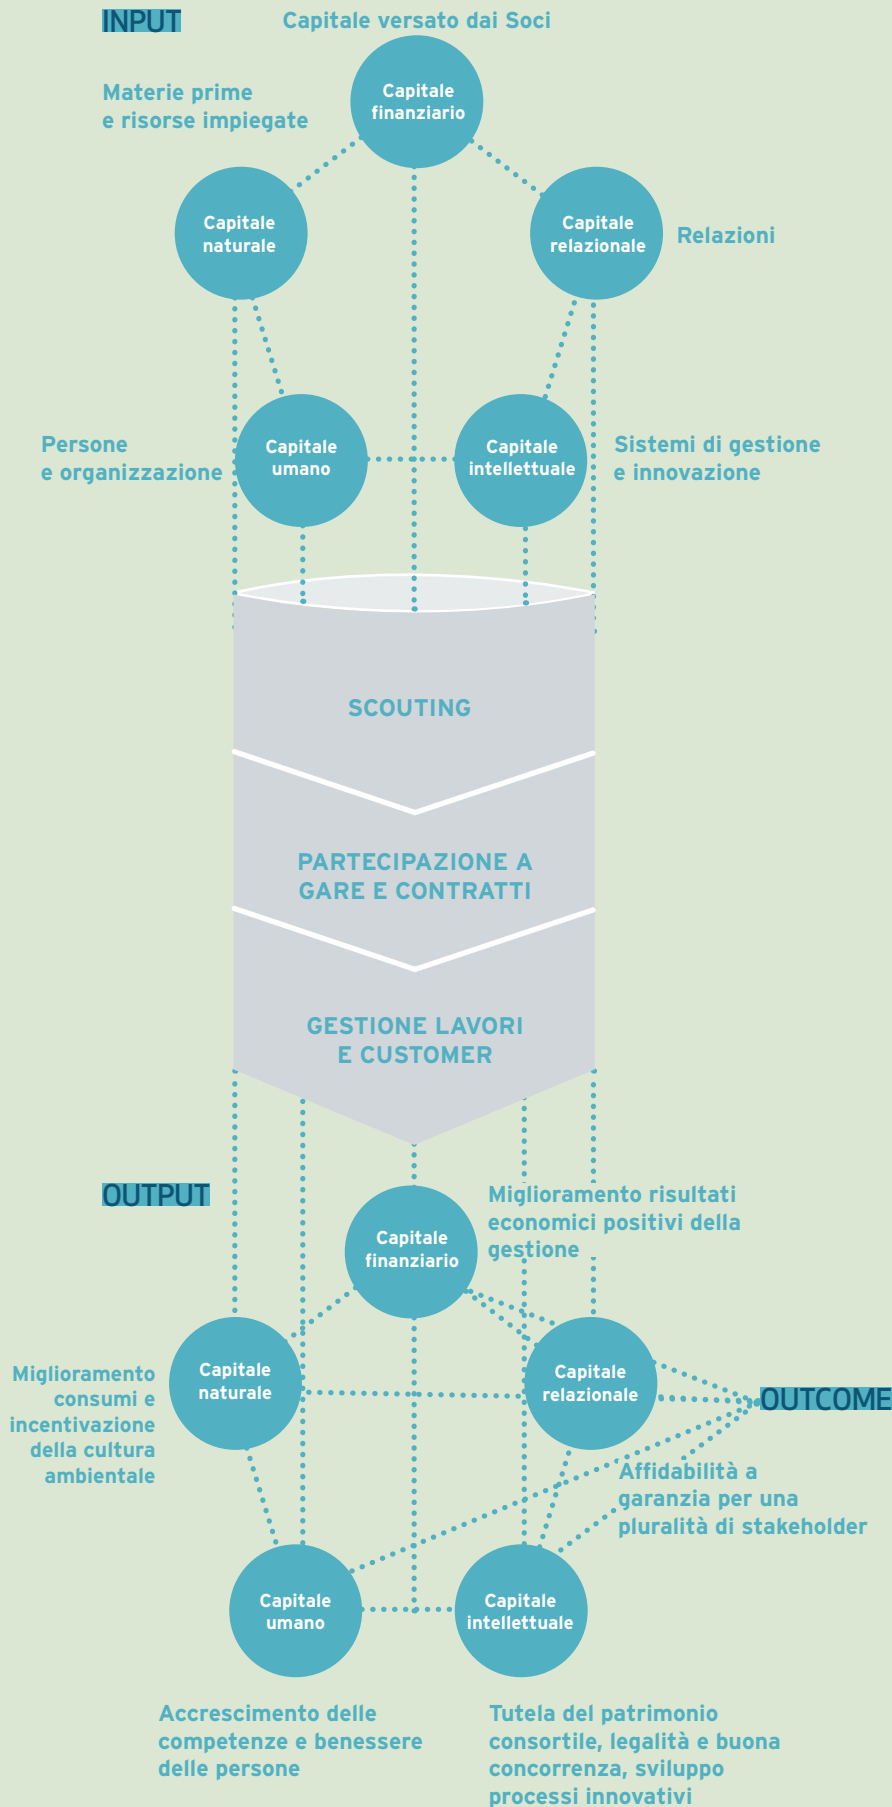 INPUT
Capitale versato dai Soci
Materie prime
e risorse impiegate
Capitale
finanziario
Capitale
naturale
Capitale
relazionale
Relazioni
Persone
e organizzazione
Capitale
umano
Capitale
intellettuale
Sistemi di gestione
e innovazione
SCOUTING
PARTECIPAZIONE A
GARE E CONTRATTI
GESTIONE LAVORI
E CUSTOMER
OUTPUT
Miglioramento risultati
economici positivi della
gestione
Capitale
finanziario
Miglioramento
consumi e
incentivazione
della cultura
ambientale
Capitale
naturale
Capitale
relazionale
OUTCOME
Affidabilità a
garanzia per una
pluralità di stakeholder
Capitale
umano
Capitale
intellettuale
Accrescimento delle
competenze e benessere
delle persone
Tutela del patrimonio
consortile, legalità e buona
concorrenza, sviluppo
processi innovativi